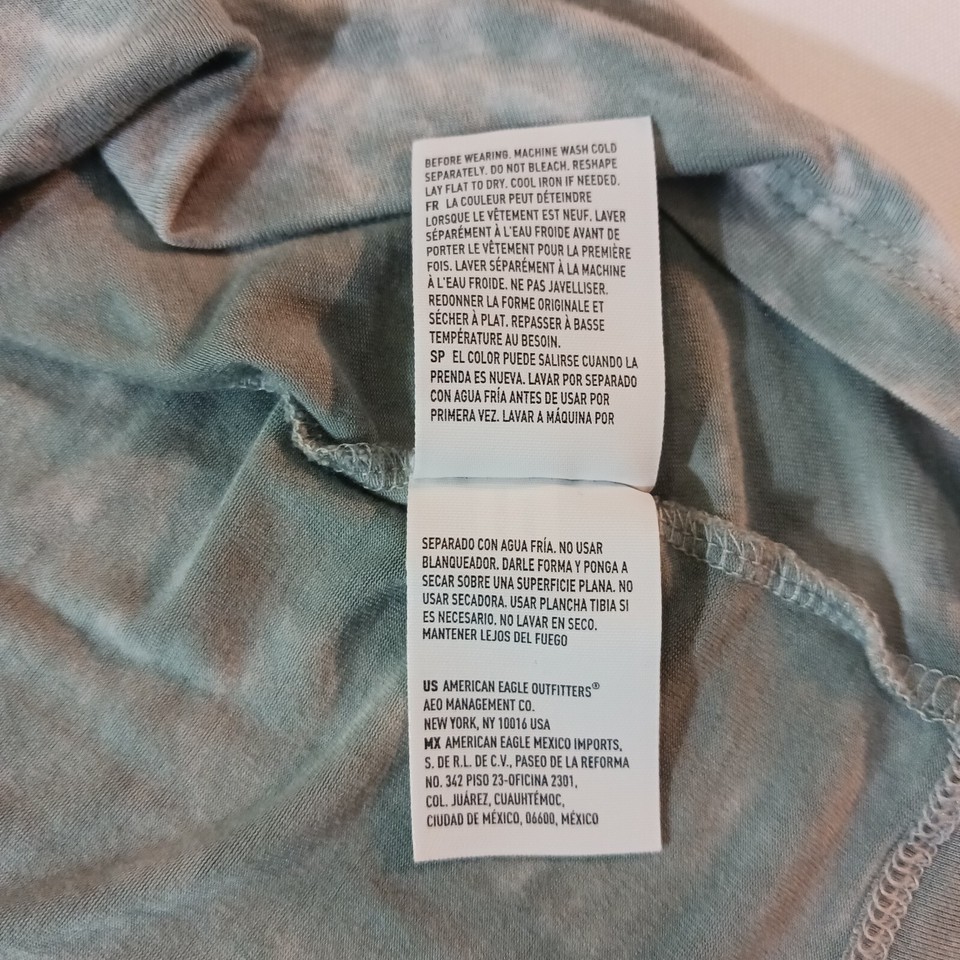 BEFORE WEARING. MACHINE WASH COLD
SEPARATELY. DO NOT BLEACH. RESHAPE
LAY FLAT TO DRY. COOL IRON IF NEEDED.
FR LA COULEUR PEUT DÉTEINDRE
LORSQUE LE VÊTEMENT EST NEUF. LAVER
SÉPARÉMENT À L'EAU FROIDE AVANT DE
PORTER LE VÊTEMENT POUR LA PREMIÈRE
FOIS. LAVER SÉPARÉMENT À LA MACHINE
À L'EAU FROIDE. NE PAS JAVELLISER.
REDONNER LA FORME ORIGINALE ET
SÉCHER À PLAT. REPASSER À BASSE
TEMPÉRATURE AU BESOIN.
SP EL COLOR PUEDE SALIRSE CUANDO LA
PRENDA ES NUEVA. LAVAR POR SEPARADO
CON AGUA FRÍA ANTES DE USAR POR
PRIMERA VEZ. LAVAR A MÁQUINA POR
SEPARADO CON AGUA FRÍA. NO USAR
BLANQUEADOR. DARLE FORMA Y PONGA A
SECAR SOBRE UNA SUPERFICIE PLANA. NO
USAR SECADORA. USAR PLANCHA TIBIA SI
ES NECESARIO. NO LAVAR EN SECO.
MANTENER LEJOS DEL FUEGO
US AMERICAN EAGLE OUTFITTERS®
AEO MANAGEMENT CO.
NEW YORK, NY 10016 USA
MX AMERICAN EAGLE MEXICO IMPORTS,
S. DE R.L. DE C.V., PASEO DE LA REFORMA
NO. 342 PISO 23-OFICINA 2301,
COL. JUÁREZ, CUAUHTÉMOC,
CIUDAD DE MÉXICO, 06600, MÉXICO